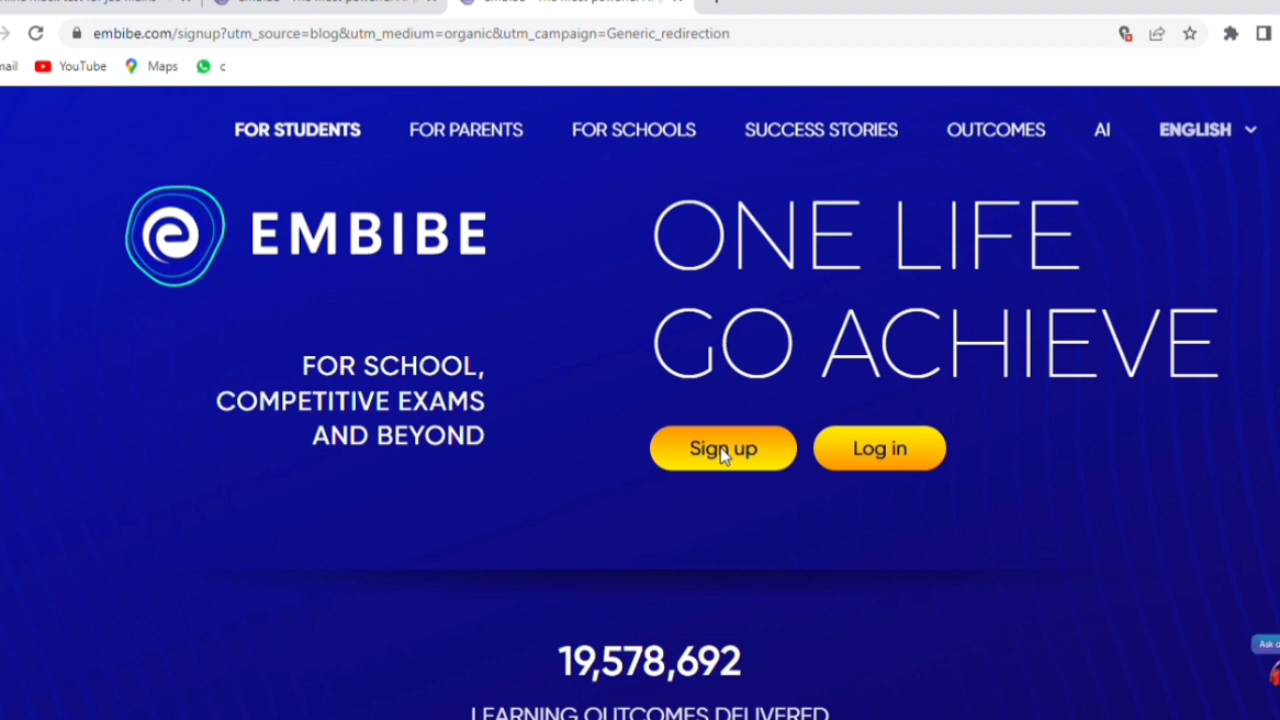 embibe.com/signup?utm_source=blog&utm_medium=organic&utm_campaign=Generic_redirection
YouTube
Maps
c
FOR STUDENTS
FOR PARENTS
FOR SCHOOLS
SUCCESS STORIES
OUTCOMES
AI
ENGLISH
EMBIBE
ONE LIFE
GO ACHIEVE
FOR SCHOOL,
COMPETITIVE EXAMS
AND BEYOND
Sign up
Log in
19,578,692
LEARNING OUTCOMES DELIVERED
Ask